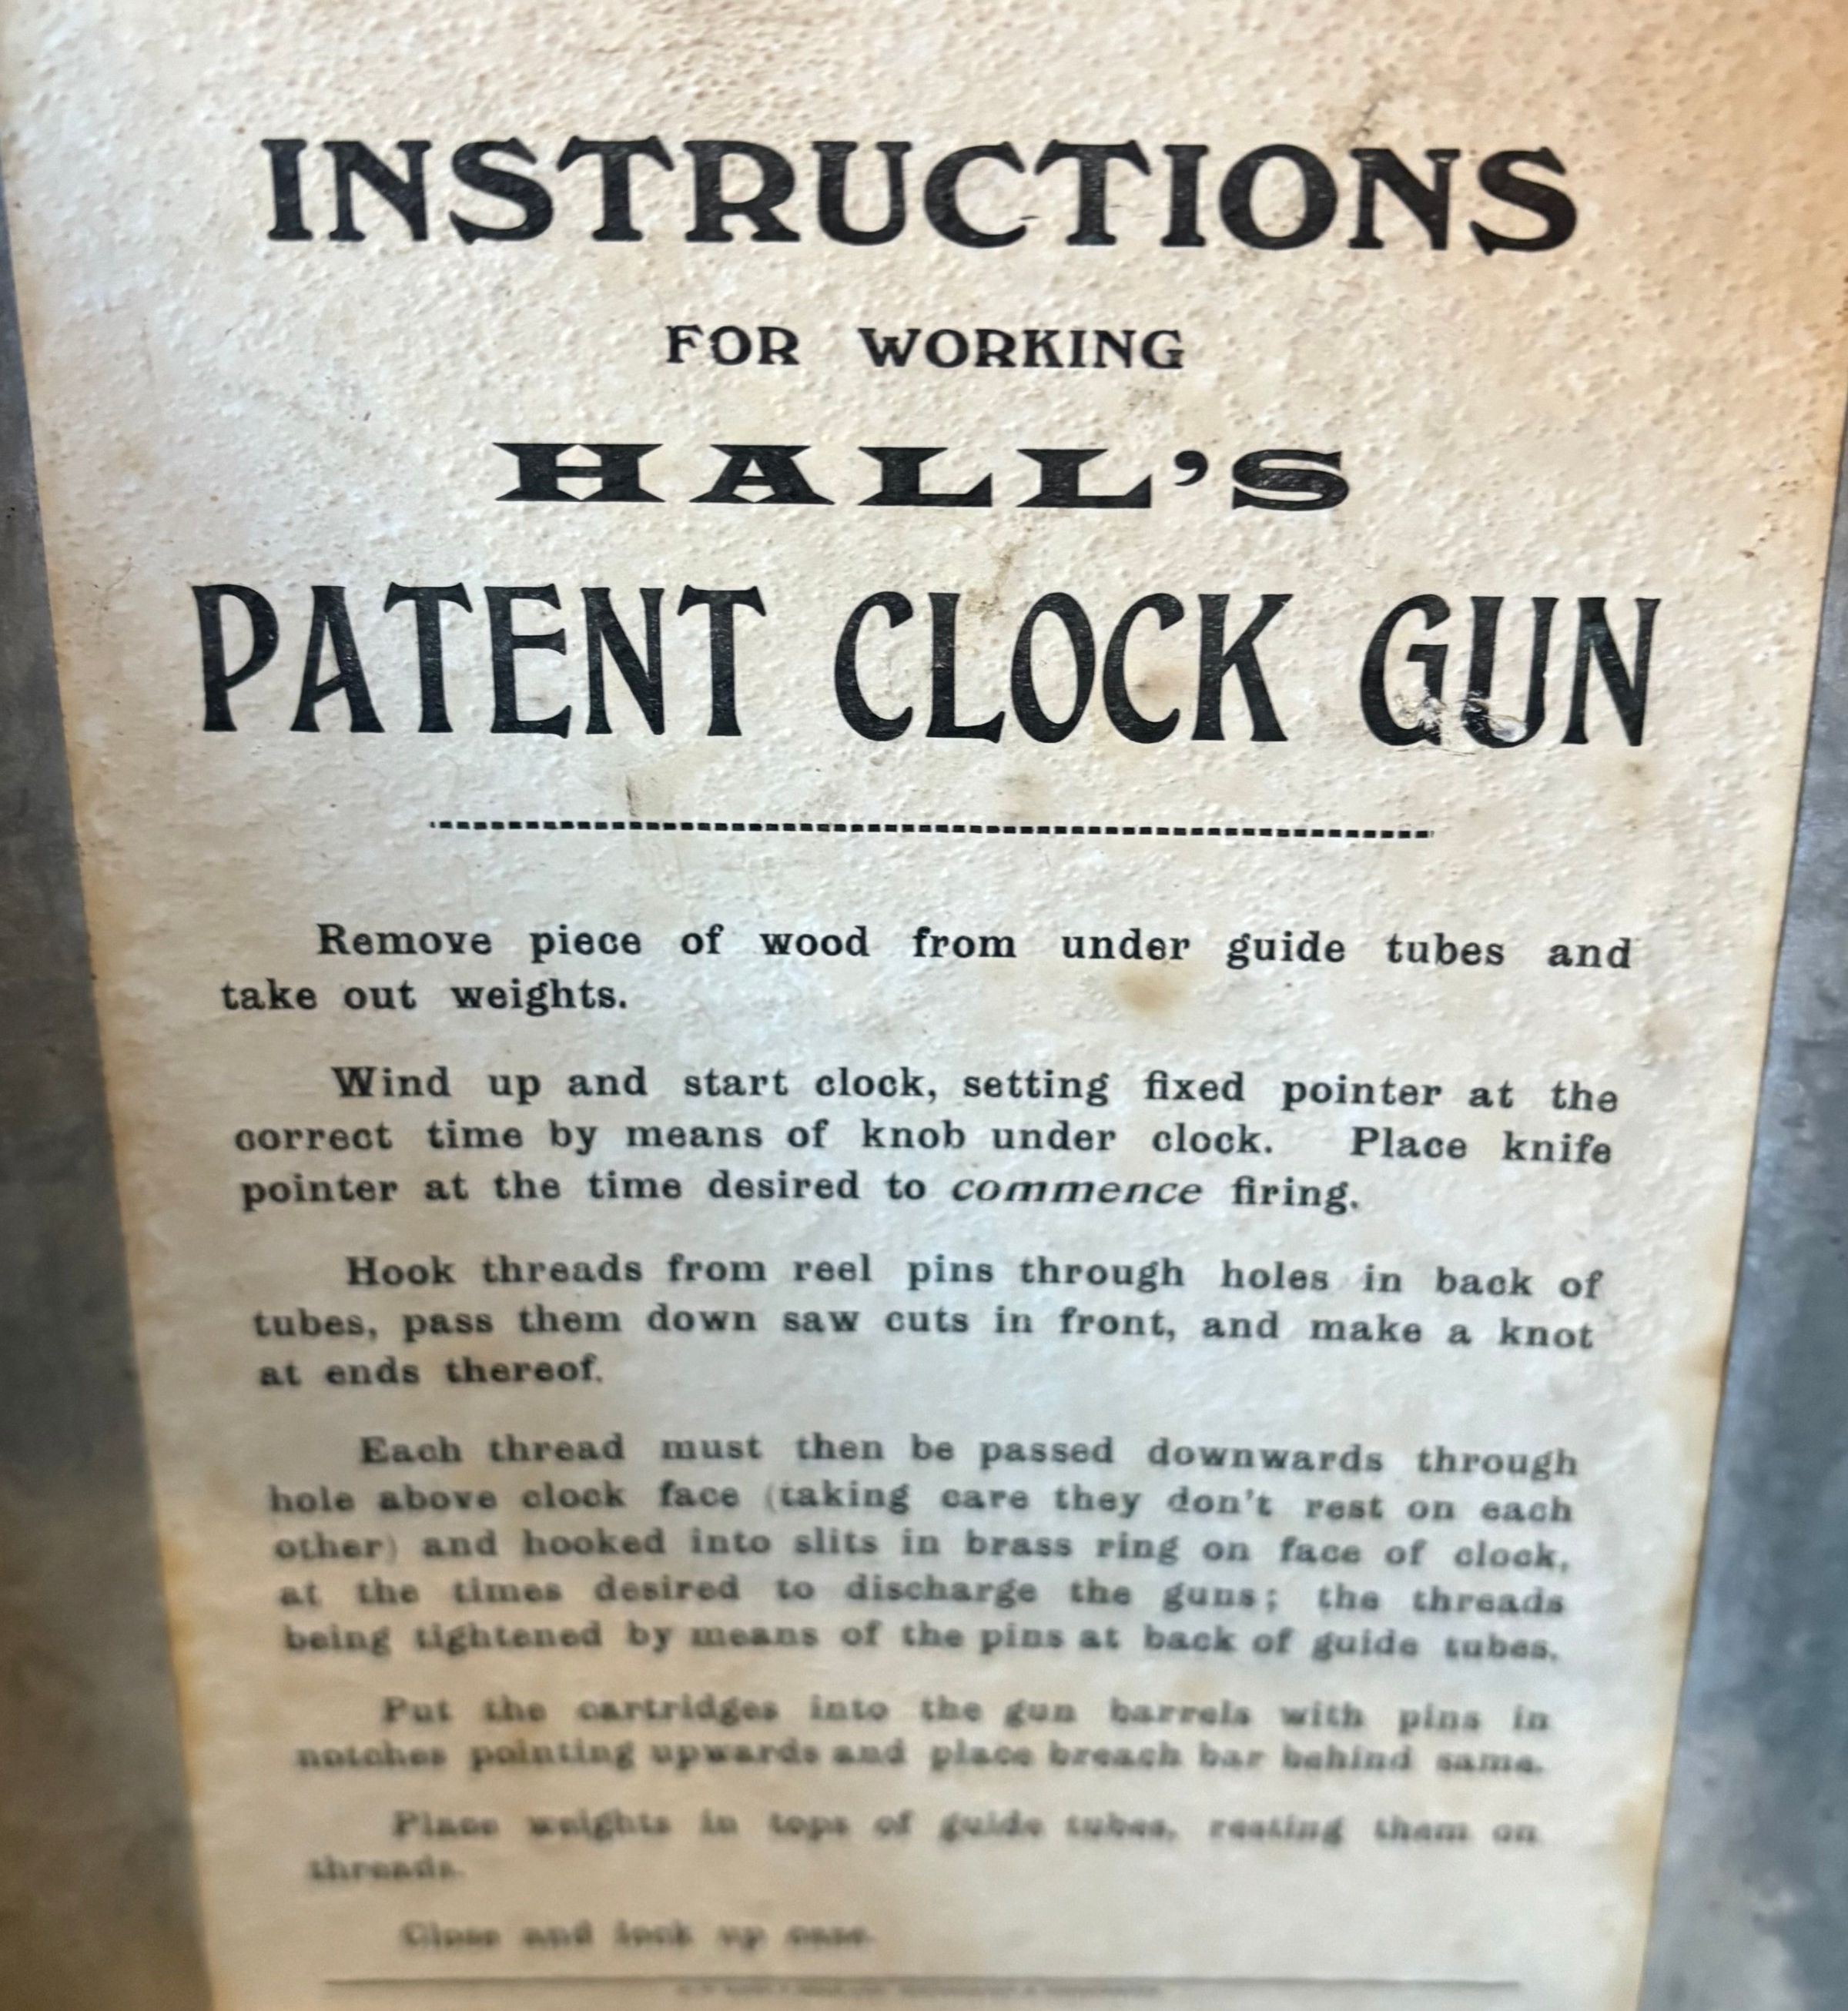 INSTRUCTIONS
FOR WORKING
HALL'S
PATENT CLOCK GUN
Remove piece of wood from under guide tubes and
take out weights.
Wind up and start clock, setting fixed pointer at the
correct time by means of knob under clock. Place knife
pointer at the time desired to commence firing.
Hook threads from reel pins through holes in back of
tubes, pass them down saw cuts in front, and make a knot
at ends thereof.
Each thread must then be passed downwards through
hole above clock face (taking care they don't rest on each
other) and hooked into slits in brass ring on face of clock,
at the times desired to discharge the guns; the threads
being tightened by means of the pins at back of guide tubes.
Put the cartridges into the gun barrels with pins in
notches pointing upwards and place breach bar behind same.
Place weights in tops of guide tubes, resting them on
threads.
Close and lock up case.